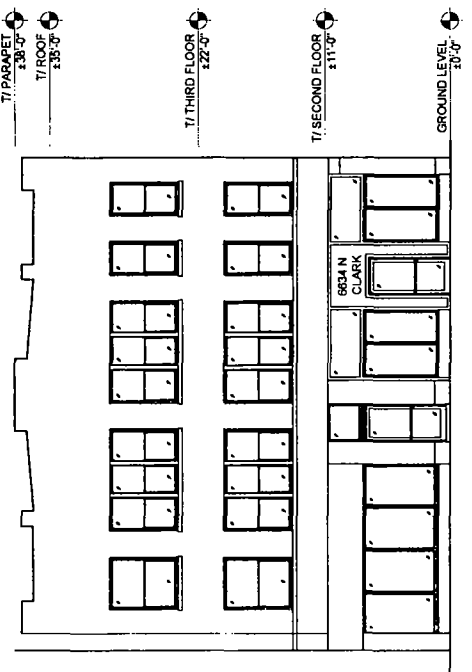 T/ PARAPET
±38'-0"
T/ ROOF
±35'-0"
T/ THIRD FLOOR
±22'-0"
T/ SECOND FLOOR
±11'-0"
GROUND LEVEL
±0'-0"
6634 N
CLARK